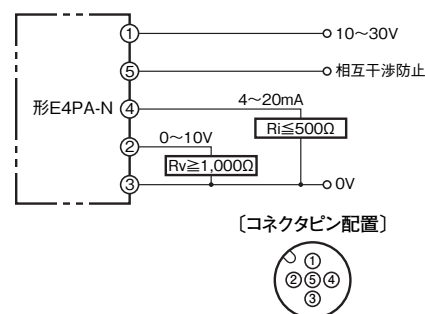 ① 10～30V
⑤ 相互干渉防止
形E4PA-N ④ 4～20mA
Ri≦500Ω
② 0～10V
Rv≧1,000Ω
③ 0V
〔コネクタピン配置〕
①
②⑤④
③